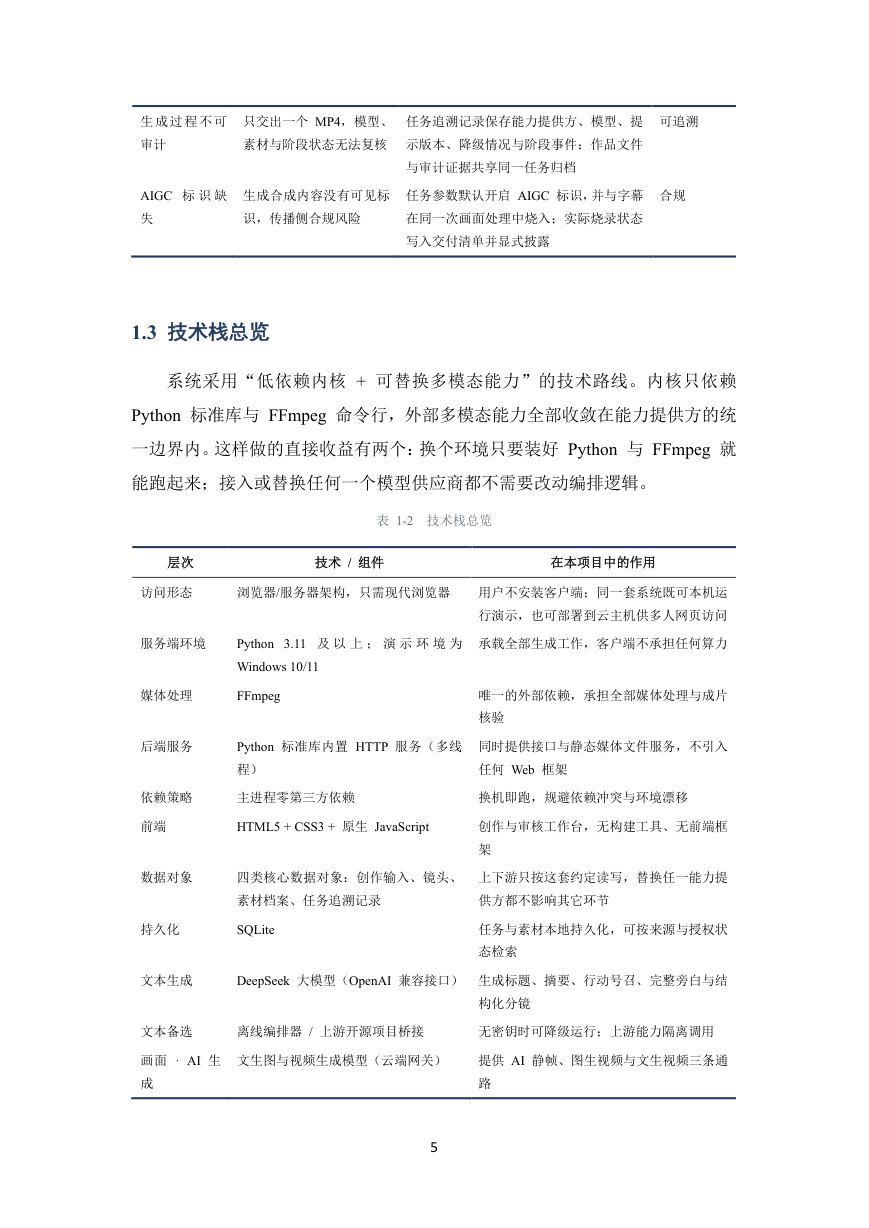 生成过程不可 只交出一个 MP4，模型、 任务追溯记录保存能力提供方、模型、提 可追溯
审计 素材与阶段状态无法复核 示版本、降级情况与阶段事件；作品文件
与审计证据共享同一任务归档
AIGC 标识缺 生成合成内容没有可见标 任务参数默认开启 AIGC 标识，并与字幕 合规
失 识，传播侧合规风险 在同一次画面处理中烧入；实际烧录状态
写入交付清单并显式披露
1.3 技术栈总览
系统采用“低依赖内核 + 可替换多模态能力”的技术路线。内核只依赖
Python 标准库与 FFmpeg 命令行，外部多模态能力全部收敛在能力提供方的统
一边界内。这样做的直接收益有两个：换个环境只要装好 Python 与 FFmpeg 就
能跑起来；接入或替换任何一个模型供应商都不需要改动编排逻辑。
表 1-2 技术栈总览
层次 技术 / 组件 在本项目中的作用
访问形态 浏览器/服务器架构，只需现代浏览器 用户不安装客户端；同一套系统既可本机运
行演示，也可部署到云主机供多人网页访问
服务端环境 Python 3.11 及以上；演示环境为 承载全部生成工作，客户端不承担任何算力
Windows 10/11
媒体处理 FFmpeg 唯一的外部依赖，承担全部媒体处理与成片
核验
后端服务 Python 标准库内置 HTTP 服务（多线 同时提供接口与静态媒体文件服务，不引入
程） 任何 Web 框架
依赖策略 主进程零第三方依赖 换机即跑，规避依赖冲突与环境漂移
前端 HTML5 + CSS3 + 原生 JavaScript 创作与审核工作台，无构建工具、无前端框
架
数据对象 四类核心数据对象：创作输入、镜头、 上下游只按这套约定读写，替换任一能力提
素材档案、任务追溯记录 供方都不影响其它环节
持久化 SQLite 任务与素材本地持久化，可按来源与授权状
态检索
文本生成 DeepSeek 大模型（OpenAI 兼容接口） 生成标题、摘要、行动号召、完整旁白与结
构化分镜
文本备选 离线编排器 / 上游开源项目桥接 无密钥时可降级运行；上游能力隔离调用
画面 · AI 生 文生图与视频生成模型（云端网关） 提供 AI 静帧、图生视频与文生视频三条通
成 路
5